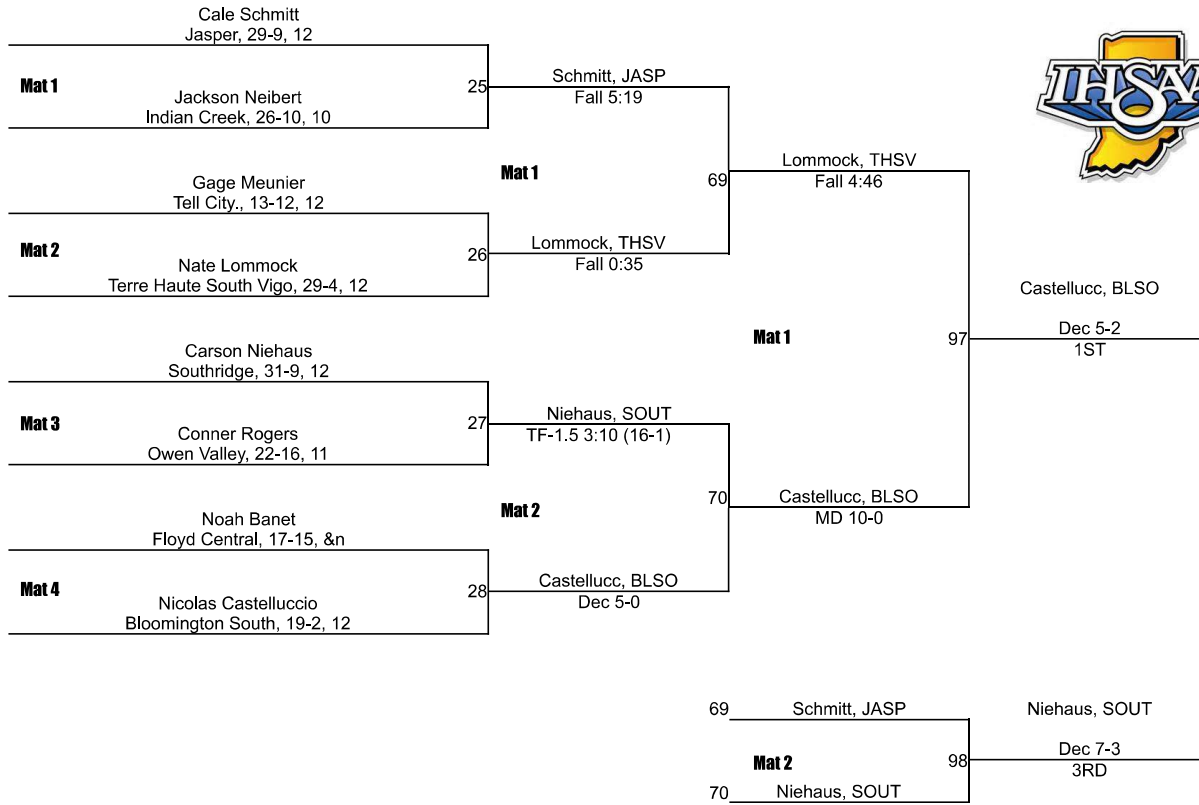 Cale Schmitt
Jasper, 29-9, 12
Mat 1
Jackson Neibert
Indian Creek, 26-10, 10
25
Schmitt, JASP
Fall 5:19
Gage Meunier
Tell City., 13-12, 12
Mat 2
Nate Lommock
Terre Haute South Vigo, 29-4, 12
26
Lommock, THSV
Fall 0:35
Mat 1
69
Lommock, THSV
Fall 4:46
Carson Niehaus
Southridge, 31-9, 12
Mat 3
Conner Rogers
Owen Valley, 22-16, 11
27
Niehaus, SOUT
TF-1.5 3:10 (16-1)
Noah Banet
Floyd Central, 17-15, &n
Mat 4
Nicolas Castelluccio
Bloomington South, 19-2, 12
28
Castellucc, BLSO
Dec 5-0
Mat 2
70
Castellucc, BLSO
MD 10-0
Mat 1
97
Castellucc, BLSO
Dec 5-2
1ST
IHSAA
69
Schmitt, JASP
Mat 2
70
Niehaus, SOUT
98
Niehaus, SOUT
Dec 7-3
3RD